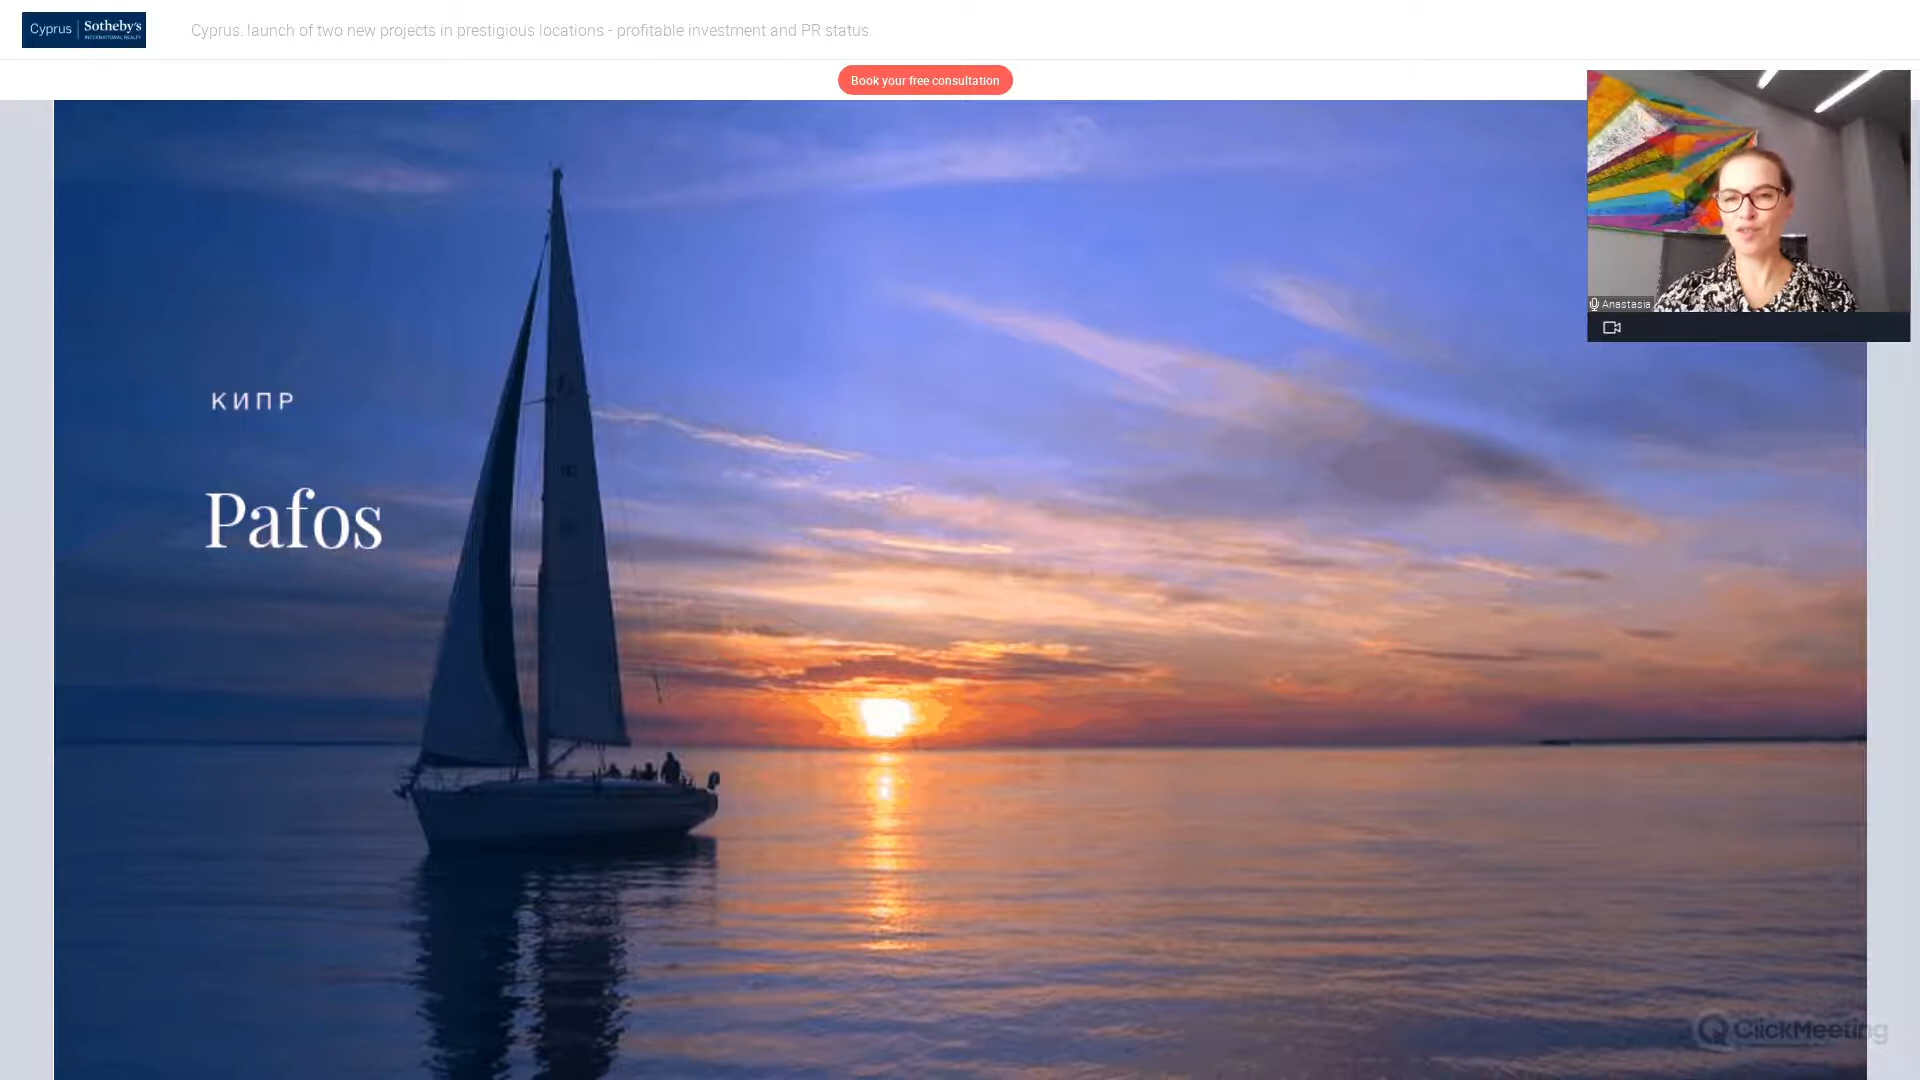 Cyprus | Sotheby's
INTERNATIONAL REALTY
Cyprus. launch of two new projects in prestigious locations - profitable investment and PR status.
Book your free consultation
Anastasia
КИПР
Pafos
ClickMeeting